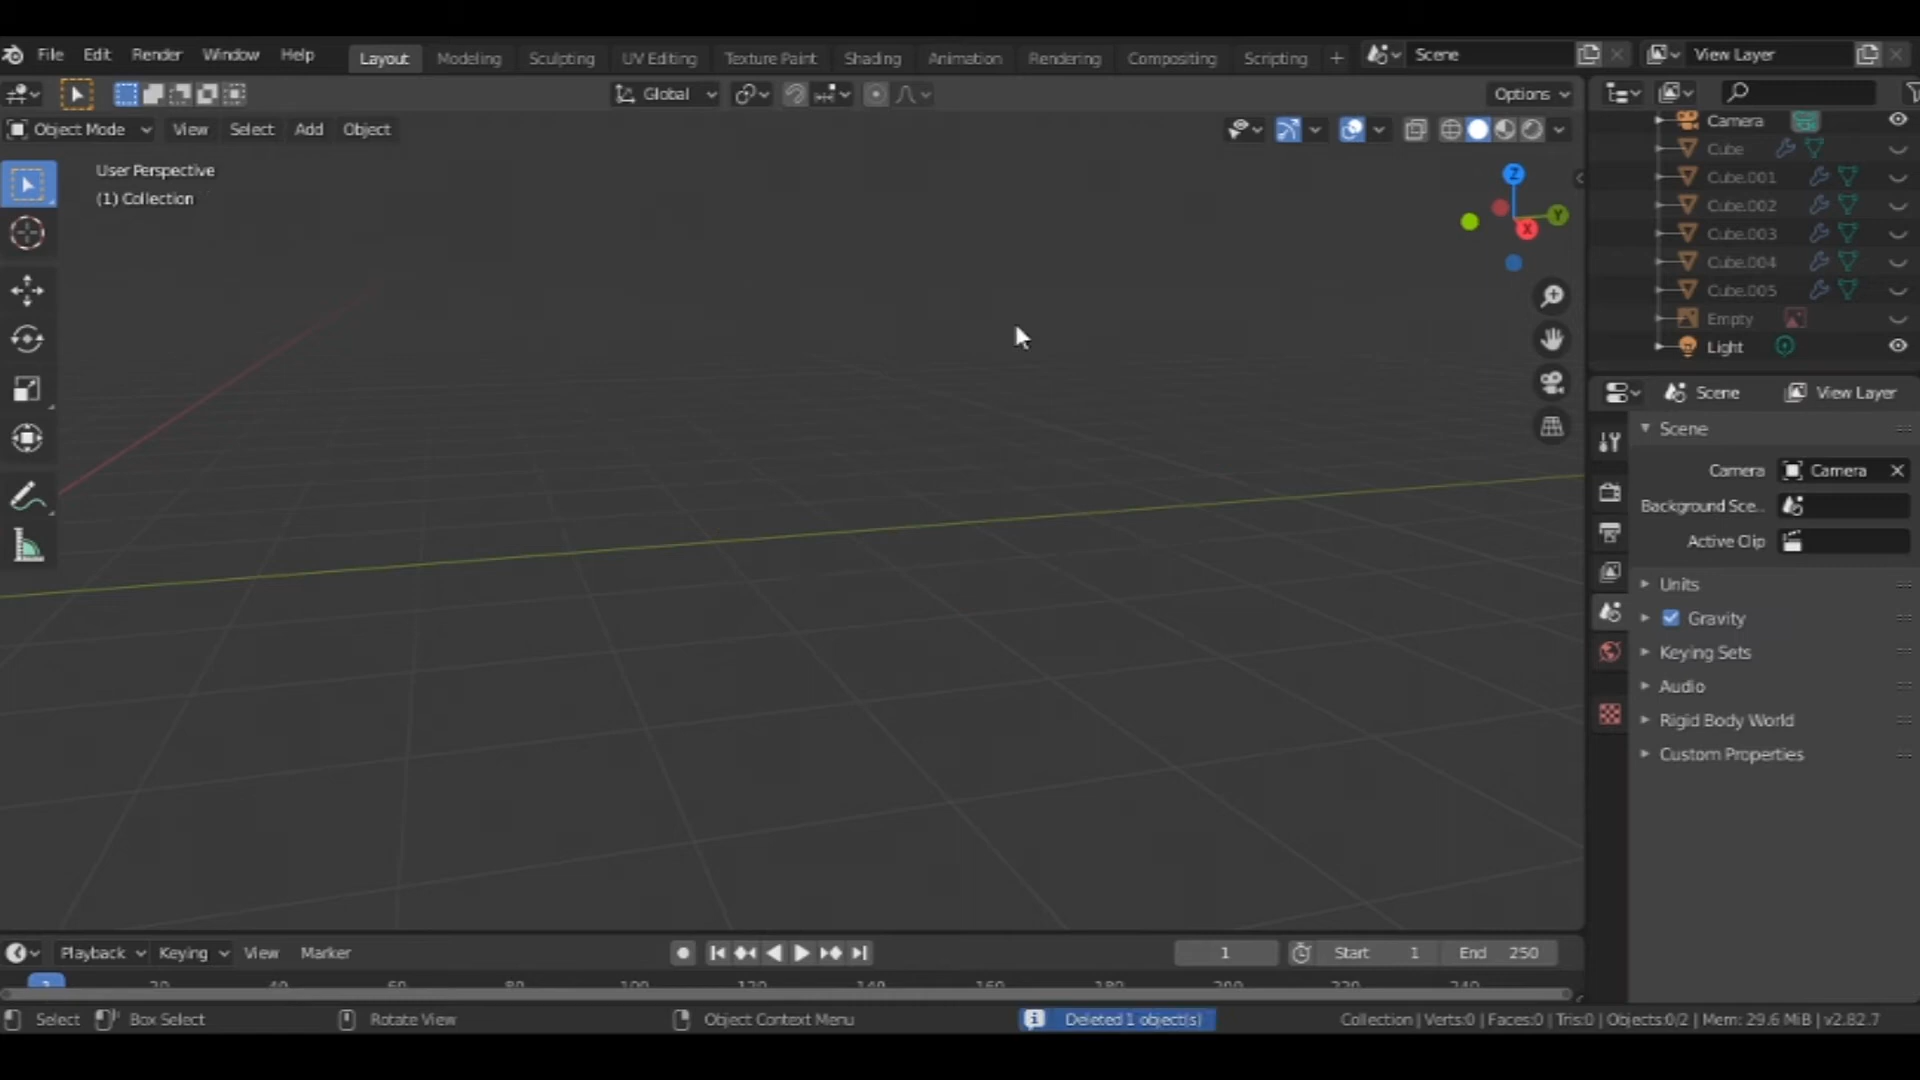 File Edit Render Window Help Layout Modeling Sculpting UV Editing Texture Paint Shading Animation Rendering Compositing Scripting + Scene View Layer
Global Options
Object Mode View Select Add Object
User Perspective
(1) Collection
Z
Y
X
Camera
Cube
Cube.001
Cube.002
Cube.003
Cube.004
Cube.005
Empty
Light
Scene View Layer
Scene
Camera Camera
Background Sce..
Active Clip
Units
Gravity
Keying Sets
Audio
Rigid Body World
Custom Properties
Playback Keying View Marker 1 Start 1 End 250
1 20 40 60 80 100 120 140 160 180 200 220 240
Select Box Select Rotate View Object Context Menu Deleted 1 object(s) Collection | Verts:0 | Faces:0 | Tris:0 | Objects:0/2 | Mem: 29.6 MiB | v2.82.7